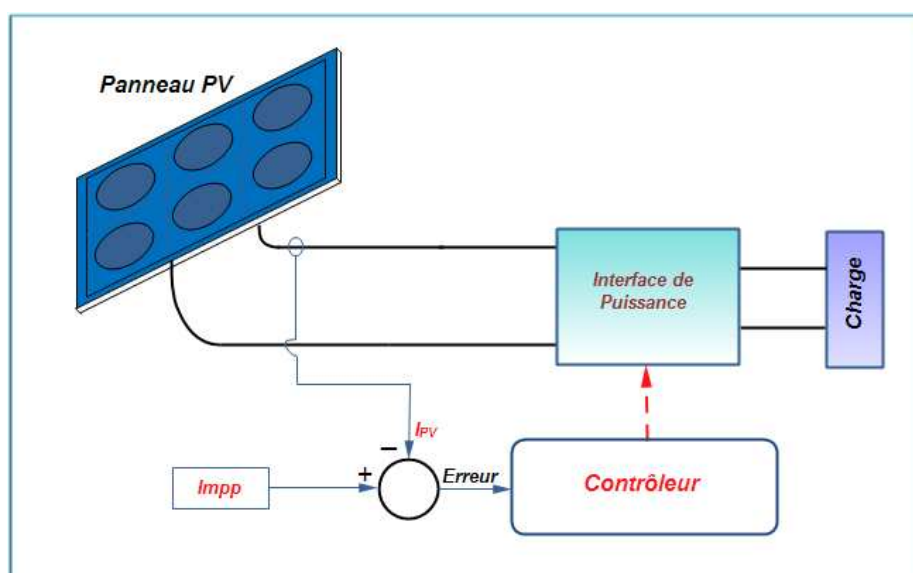 Panneau PV
Interface de
Puissance
Charge
IPV
−
+
Impp
Erreur
Contrôleur